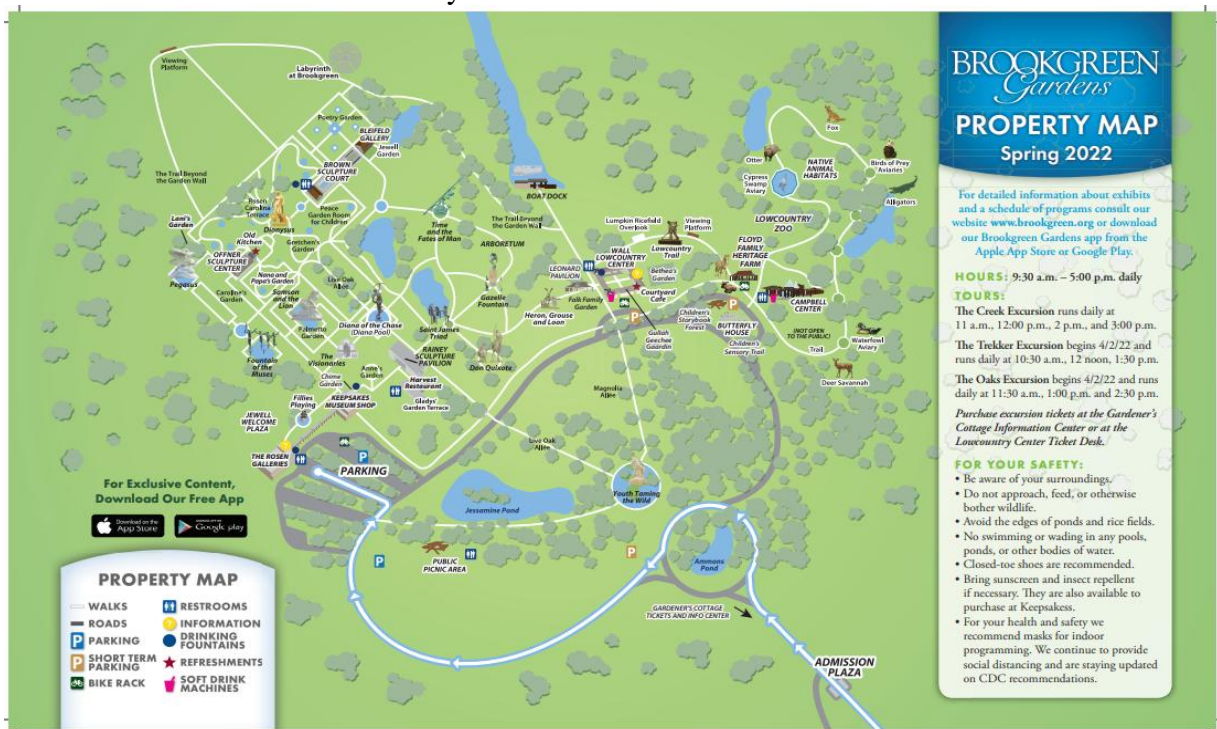 Viewing
Platform
Labyrinth
at Brookgreen
Poetry Garden
BLEIFELD
GALLERY
Jewell
Garden
BROWN
SCULPTURE
COURT
The Trail Beyond
the Garden Wall
Rosen
Carolina
Terrace
Dionysus
Peace
Garden Room
for Children
Lani's
Garden
Old
Kitchen
Gretchen's
Garden
OFFNER
SCULPTURE
CENTER
Nana and
Papa's Garden
Pegasus
Caroline's
Garden
Samson
and the
Lion
Live Oak
Allée
Palmetto
Garden
Diana of the Chase
(Diana Pool)
Fountain
of the
Muses
The
Visionaries
Time
and the
Fates of Man
The Trail Beyond
the Garden Wall
ARBORETUM
Gazelle
Fountain
Saint James
Triad
RAINEY
SCULPTURE
PAVILION
Don Quixote
Chime
Garden
Anne's
Garden
Harvest
Restaurant
Gladys'
Garden Terrace
Fillies
Playing
KEEPSAKES
MUSEUM SHOP
JEWELL
WELCOME
PLAZA
THE ROSEN
GALLERIES
P
PARKING
BOAT DOCK
Lumpkin Ricefield
Overlook
Viewing
Platform
Lowcountry
Trail
WALL
LOWCOUNTRY
CENTER
LEONARD
PAVILION
Bethea's
Garden
Courtyard
Cafe
Falk Family
Garden
Heron, Grouse
and Loon
P
Gullah
Geechee
Gaardin
Children's
Storybook
Forest
P
BUTTERFLY
HOUSE
Children's
Sensory Trail
FLOYD
FAMILY
HERITAGE
FARM
CAMPBELL
CENTER
(NOT OPEN
TO THE PUBLIC)
Trail
Waterfowl
Aviary
Deer Savannah
Fox
Otter
NATIVE
ANIMAL
HABITATS
Birds of Prey
Aviaries
Cypress
Swamp
Aviary
Alligators
LOWCOUNTRY
ZOO
Magnolia
Allée
Live Oak
Allée
Youth Taming
the Wild
Jessamine Pond
P
PUBLIC
PICNIC AREA
P
Ammons
Pond
GARDENER'S COTTAGE
TICKETS AND INFO CENTER
ADMISSION
PLAZA
For Exclusive Content,
Download Our Free App
Download on the
App Store
ANDROID APP ON
Google play
PROPERTY MAP
WALKS
ROADS
P PARKING
P SHORT TERM
PARKING
BIKE RACK
RESTROOMS
INFORMATION
DRINKING
FOUNTAINS
REFRESHMENTS
SOFT DRINK
MACHINES
BROOKGREEN
Gardens
PROPERTY MAP
Spring 2022
For detailed information about exhibits
and a schedule of programs consult our
website www.brookgreen.org or download
our Brookgreen Gardens app from the
Apple App Store or Google Play.
HOURS: 9:30 a.m. – 5:00 p.m. daily
TOURS:
The Creek Excursion runs daily at
11 a.m., 12:00 p.m., 2 p.m., and 3:00 p.m.
The Trekker Excursion begins 4/2/22 and
runs daily at 10:30 a.m., 12 noon, 1:30 p.m.
The Oaks Excursion begins 4/2/22 and runs
daily at 11:30 a.m., 1:00 p.m. and 2:30 p.m.
Purchase excursion tickets at the Gardener's
Cottage Information Center or at the
Lowcountry Center Ticket Desk.
FOR YOUR SAFETY:
• Be aware of your surroundings.
• Do not approach, feed, or otherwise
bother wildlife.
• Avoid the edges of ponds and rice fields.
• No swimming or wading in any pools,
ponds, or other bodies of water.
• Closed-toe shoes are recommended.
• Bring sunscreen and insect repellent
if necessary. They are also available to
purchase at Keepsakess.
• For your health and safety we
recommend masks for indoor
programming. We continue to provide
social distancing and are staying updated
on CDC recommendations.